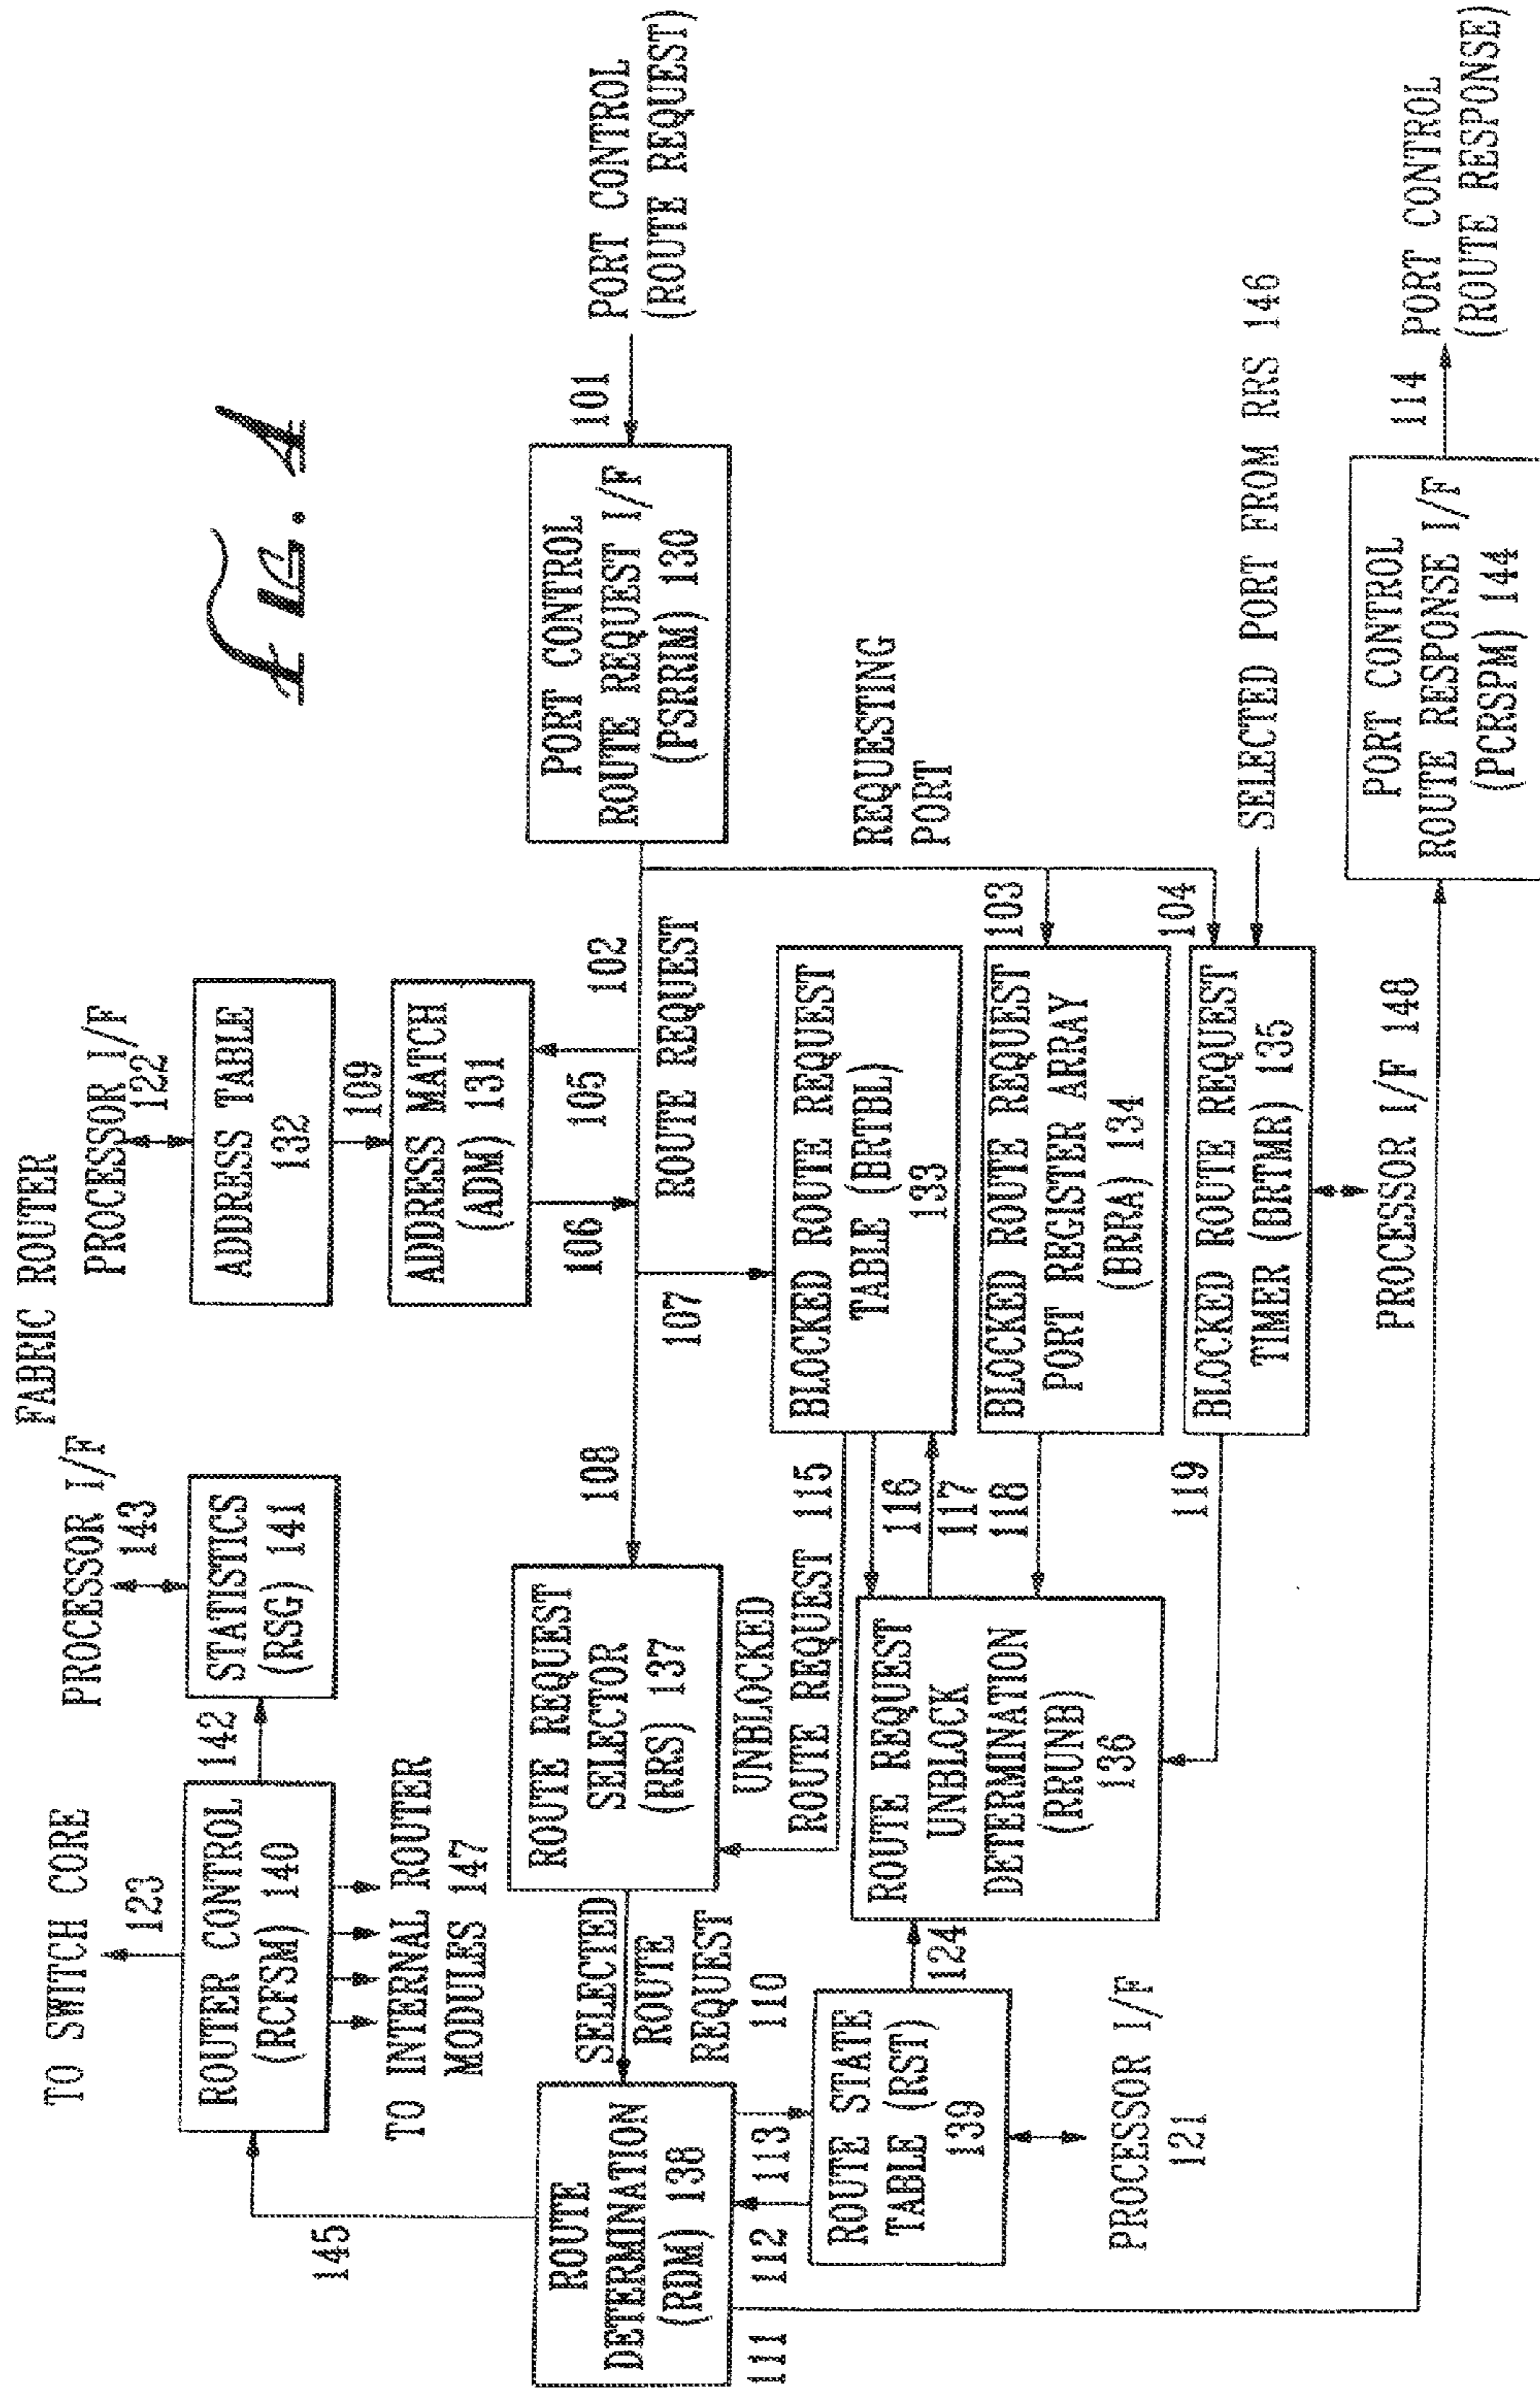 FIG. 4
FABRIC ROUTER
PROCESSOR I/F
122
PROCESSOR I/F
143
TO SWITCH CORE
123
ADDRESS TABLE
132
109
ADDRESS MATCH
(ADM) 131
105
106
STATISTICS
(RSG) 141
142
ROUTER CONTROL
(RCFSM) 140
TO INTERNAL ROUTER
MODULES 147
145
PORT CONTROL
(ROUTE REQUEST)
101
PORT CONTROL
ROUTE REQUEST I/F
(PSRRIM) 130
102
ROUTE REQUEST
107
108
ROUTE REQUEST
SELECTOR
(RRS) 137
SELECTED
ROUTE
REQUEST
110
ROUTE
DETERMINATION
(RDM) 138
111
112
113
UNBLOCKED
ROUTE REQUEST 115
REQUESTING
PORT
103
104
BLOCKED ROUTE REQUEST
TABLE (BRTBL)
133
116
117
118
BLOCKED ROUTE REQUEST
PORT REGISTER ARRAY
(BRRA) 134
BLOCKED ROUTE REQUEST
TIMER (BRTMR) 135
119
SELECTED PORT FROM RRS 146
ROUTE REQUEST
UNBLOCK
DETERMINATION
(RRUNB)
136
124
ROUTE STATE
TABLE (RST)
139
PROCESSOR I/F
121
PROCESSOR I/F 148
PORT CONTROL
ROUTE RESPONSE I/F
(PCRSPM) 144
114
PORT CONTROL
(ROUTE RESPONSE)